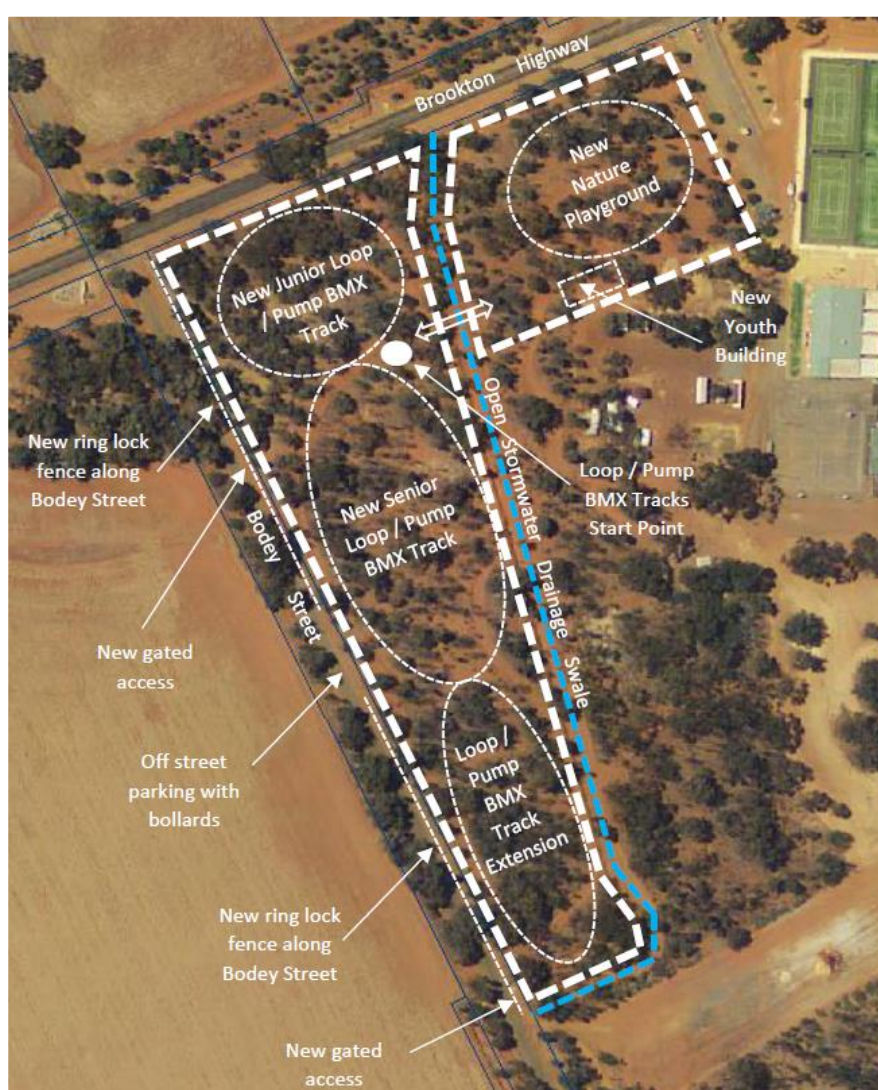 Brookton Highway
New
Nature
Playground
New Junior Loop
/ Pump BMX
Track
New
Youth
Building
Open Stormwater Drainage Swale
New ring lock
fence along
Bodey Street
Loop / Pump
BMX Tracks
Start Point
New Senior
Loop / Pump
BMX Track
Bodey Street
New gated
access
Off street
parking with
bollards
Loop /
Pump
BMX
Track
Extension
New ring lock
fence along
Bodey Street
New gated
access